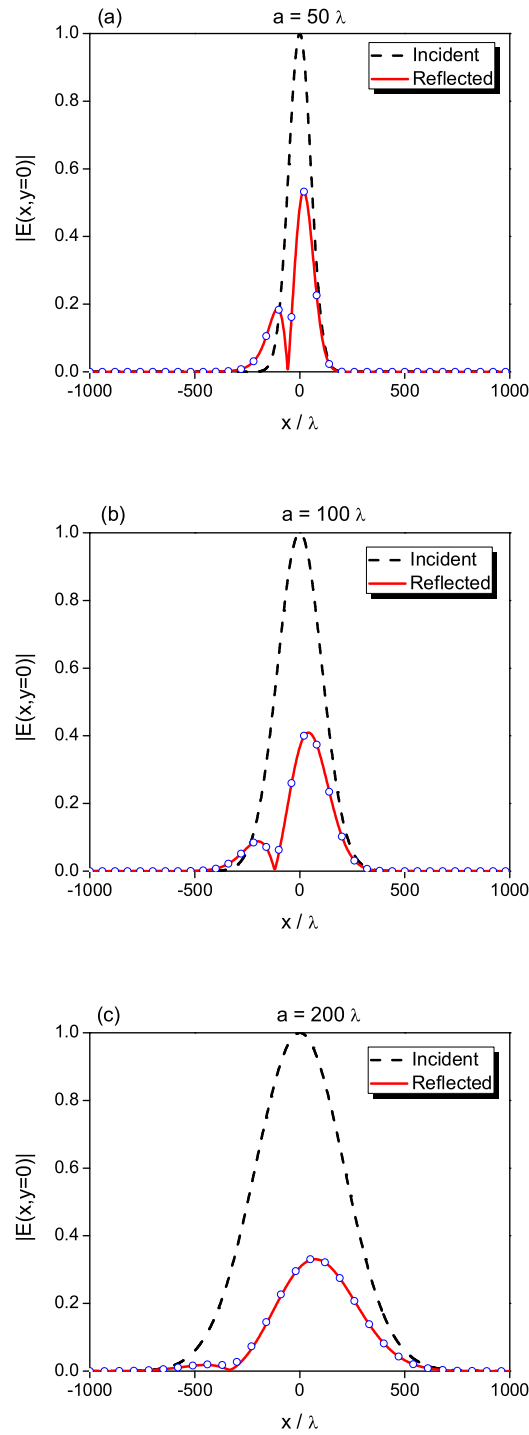 (a) a = 50 λ
1.0
Incident
Reflected
0.8
0.6
0.4
0.2
0.0
|E(x,y=0)|
-1000 -500 0 500 1000
x / λ
(b) a = 100 λ
1.0
Incident
Reflected
0.8
0.6
0.4
0.2
0.0
|E(x,y=0)|
-1000 -500 0 500 1000
x / λ
(c) a = 200 λ
1.0
Incident
Reflected
0.8
0.6
0.4
0.2
0.0
|E(x,y=0)|
-1000 -500 0 500 1000
x / λ